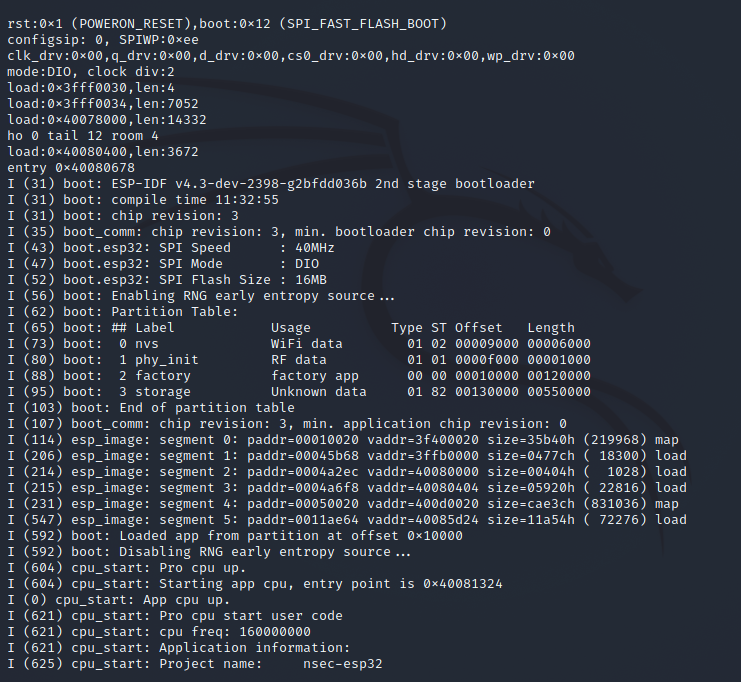 rst:0×1 (POWERON_RESET),boot:0×12 (SPI_FAST_FLASH_BOOT)
configsip: 0, SPIWP:0×ee
clk_drv:0×00,q_drv:0×00,d_drv:0×00,cs0_drv:0×00,hd_drv:0×00,wp_drv:0×00
mode:DIO, clock div:2
load:0×3fff0030,len:4
load:0×3fff0034,len:7052
load:0×40078000,len:14332
ho 0 tail 12 room 4
load:0×40080400,len:3672
entry 0×40080678
I (31) boot: ESP-IDF v4.3-dev-2398-g2bfdd036b 2nd stage bootloader
I (31) boot: compile time 11:32:55
I (31) boot: chip revision: 3
I (35) boot_comm: chip revision: 3, min. bootloader chip revision: 0
I (43) boot.esp32: SPI Speed      : 40MHz
I (47) boot.esp32: SPI Mode       : DIO
I (52) boot.esp32: SPI Flash Size : 16MB
I (56) boot: Enabling RNG early entropy source...
I (62) boot: Partition Table:
I (65) boot: ## Label            Usage          Type ST Offset   Length
I (73) boot:  0 nvs              WiFi data        01 02 00009000 00006000
I (80) boot:  1 phy_init         RF data          01 01 0000f000 00001000
I (88) boot:  2 factory          factory app      00 00 00010000 00120000
I (95) boot:  3 storage          Unknown data     01 82 00130000 00550000
I (103) boot: End of partition table
I (107) boot_comm: chip revision: 3, min. application chip revision: 0
I (114) esp_image: segment 0: paddr=00010020 vaddr=3f400020 size=35b40h (219968) map
I (206) esp_image: segment 1: paddr=00045b68 vaddr=3ffb0000 size=0477ch ( 18300) load
I (214) esp_image: segment 2: paddr=0004a2ec vaddr=40080000 size=00404h (  1028) load
I (215) esp_image: segment 3: paddr=0004a6f8 vaddr=40080404 size=05920h ( 22816) load
I (231) esp_image: segment 4: paddr=00050020 vaddr=400d0020 size=cae3ch (831036) map
I (547) esp_image: segment 5: paddr=0011ae64 vaddr=40085d24 size=11a54h ( 72276) load
I (592) boot: Loaded app from partition at offset 0×10000
I (592) boot: Disabling RNG early entropy source...
I (604) cpu_start: Pro cpu up.
I (604) cpu_start: Starting app cpu, entry point is 0×40081324
I (0) cpu_start: App cpu up.
I (621) cpu_start: Pro cpu start user code
I (621) cpu_start: cpu freq: 160000000
I (621) cpu_start: Application information:
I (625) cpu_start: Project name:     nsec-esp32